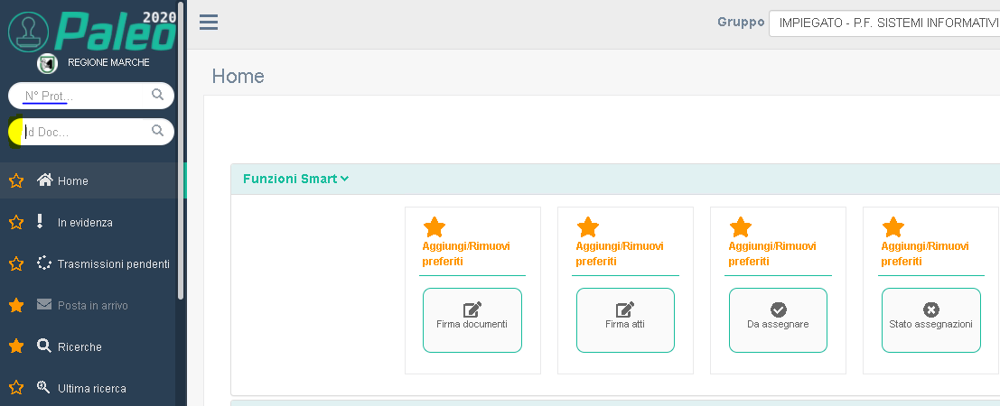 2020
Paleo
REGIONE MARCHE
N° Prot...
Id Doc...
Home
In evidenza
Trasmissioni pendenti
Posta in arrivo
Ricerche
Ultima ricerca
Gruppo IMPIEGATO - P.F. SISTEMI INFORMATIVI
Home
Funzioni Smart
Aggiungi/Rimuovi
preferiti
Firma documenti
Aggiungi/Rimuovi
preferiti
Firma atti
Aggiungi/Rimuovi
preferiti
Da assegnare
Aggiungi/Rimuovi
preferiti
Stato assegnazioni